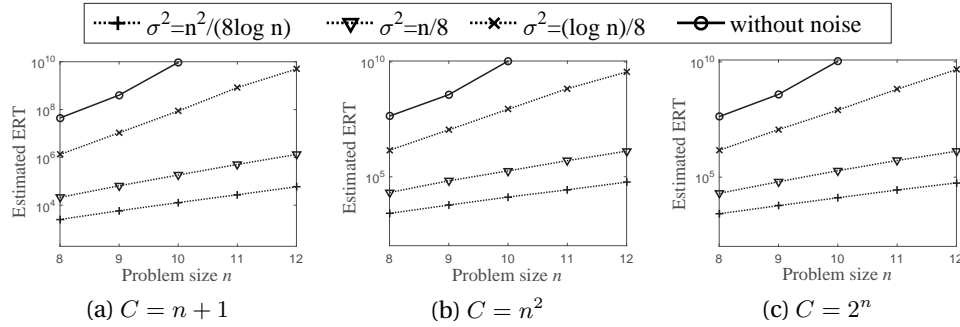 σ²=n²/(8log n) σ²=n/8 σ²=(log n)/8 without noise
Estimated ERT
10¹⁰
10⁸
10⁶
10⁴
8 9 10 11 12
Problem size n
(a) C = n + 1
Estimated ERT
10¹⁰
10⁵
8 9 10 11 12
Problem size n
(b) C = n²
Estimated ERT
10¹⁰
10⁵
8 9 10 11 12
Problem size n
(c) C = 2ⁿ